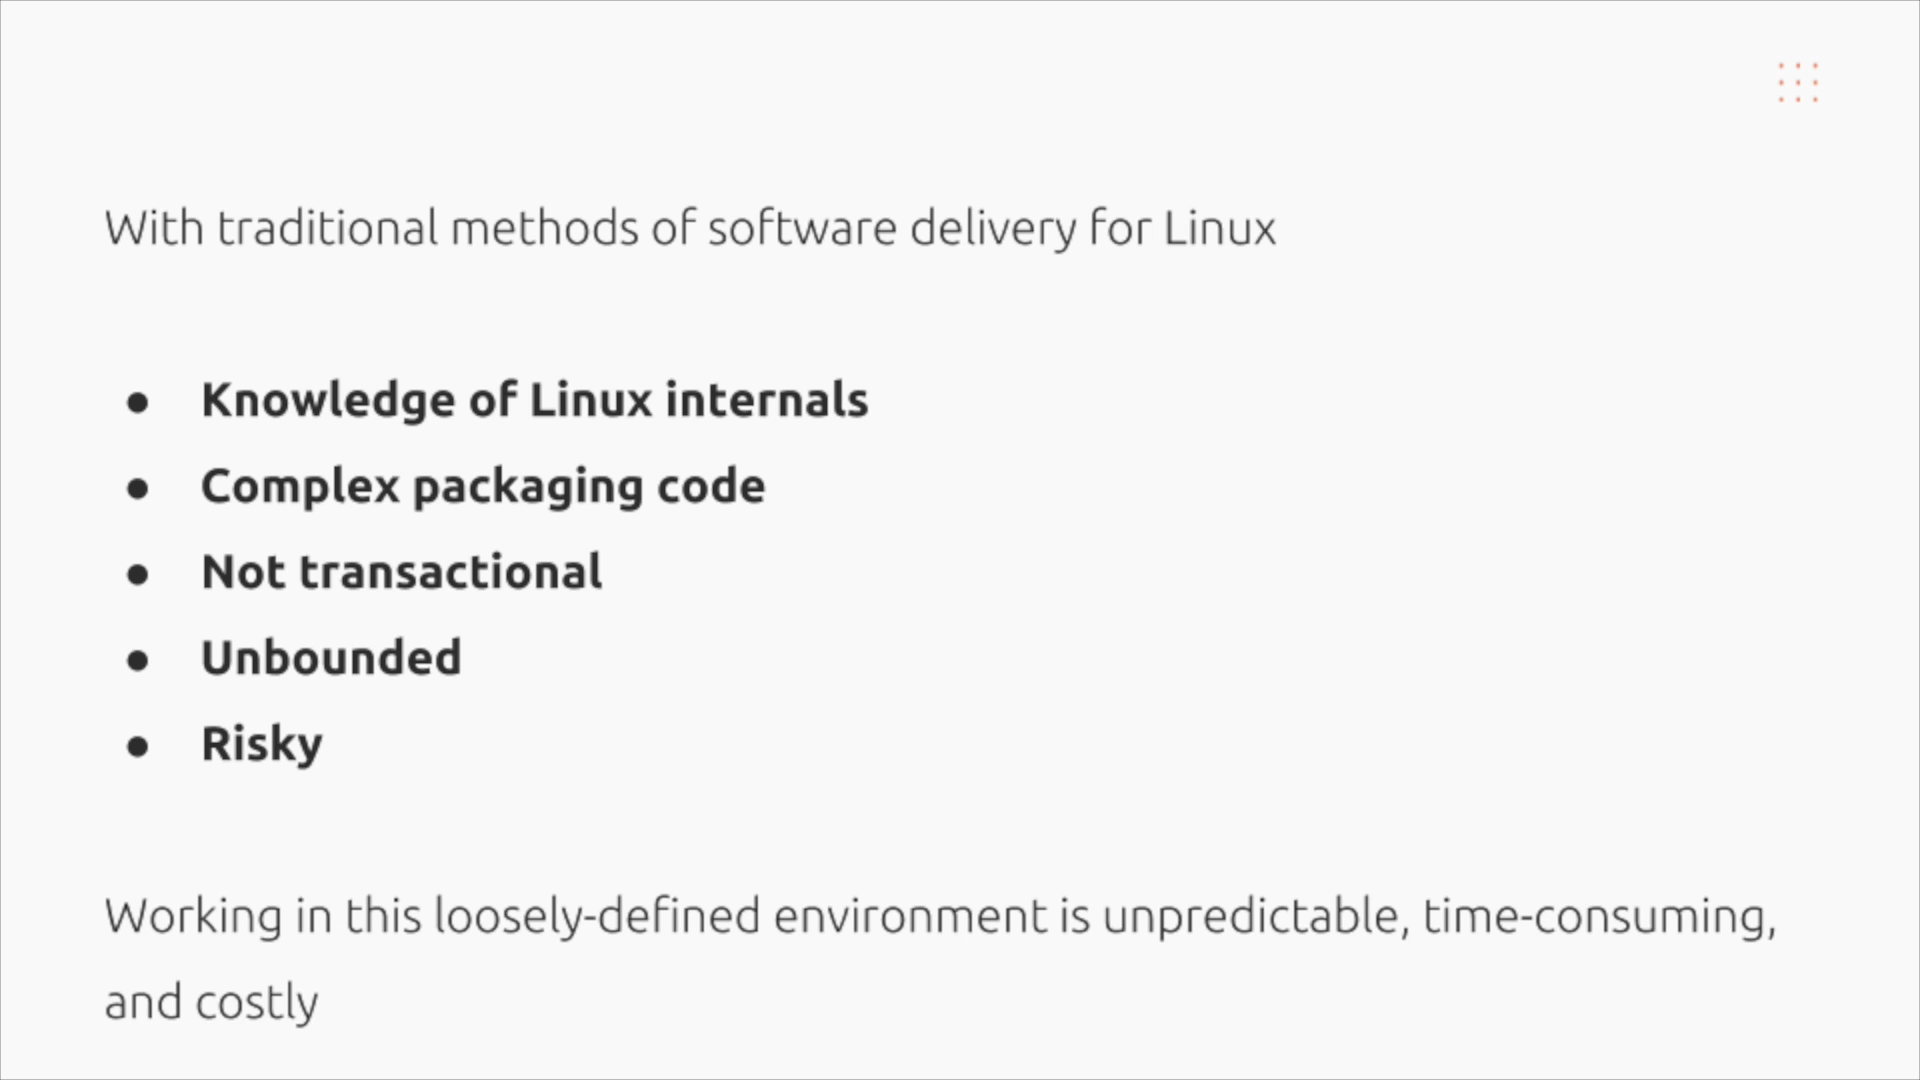 With traditional methods of software delivery for Linux
● Knowledge of Linux internals
● Complex packaging code
● Not transactional
● Unbounded
● Risky
Working in this loosely-defined environment is unpredictable, time-consuming,
and costly